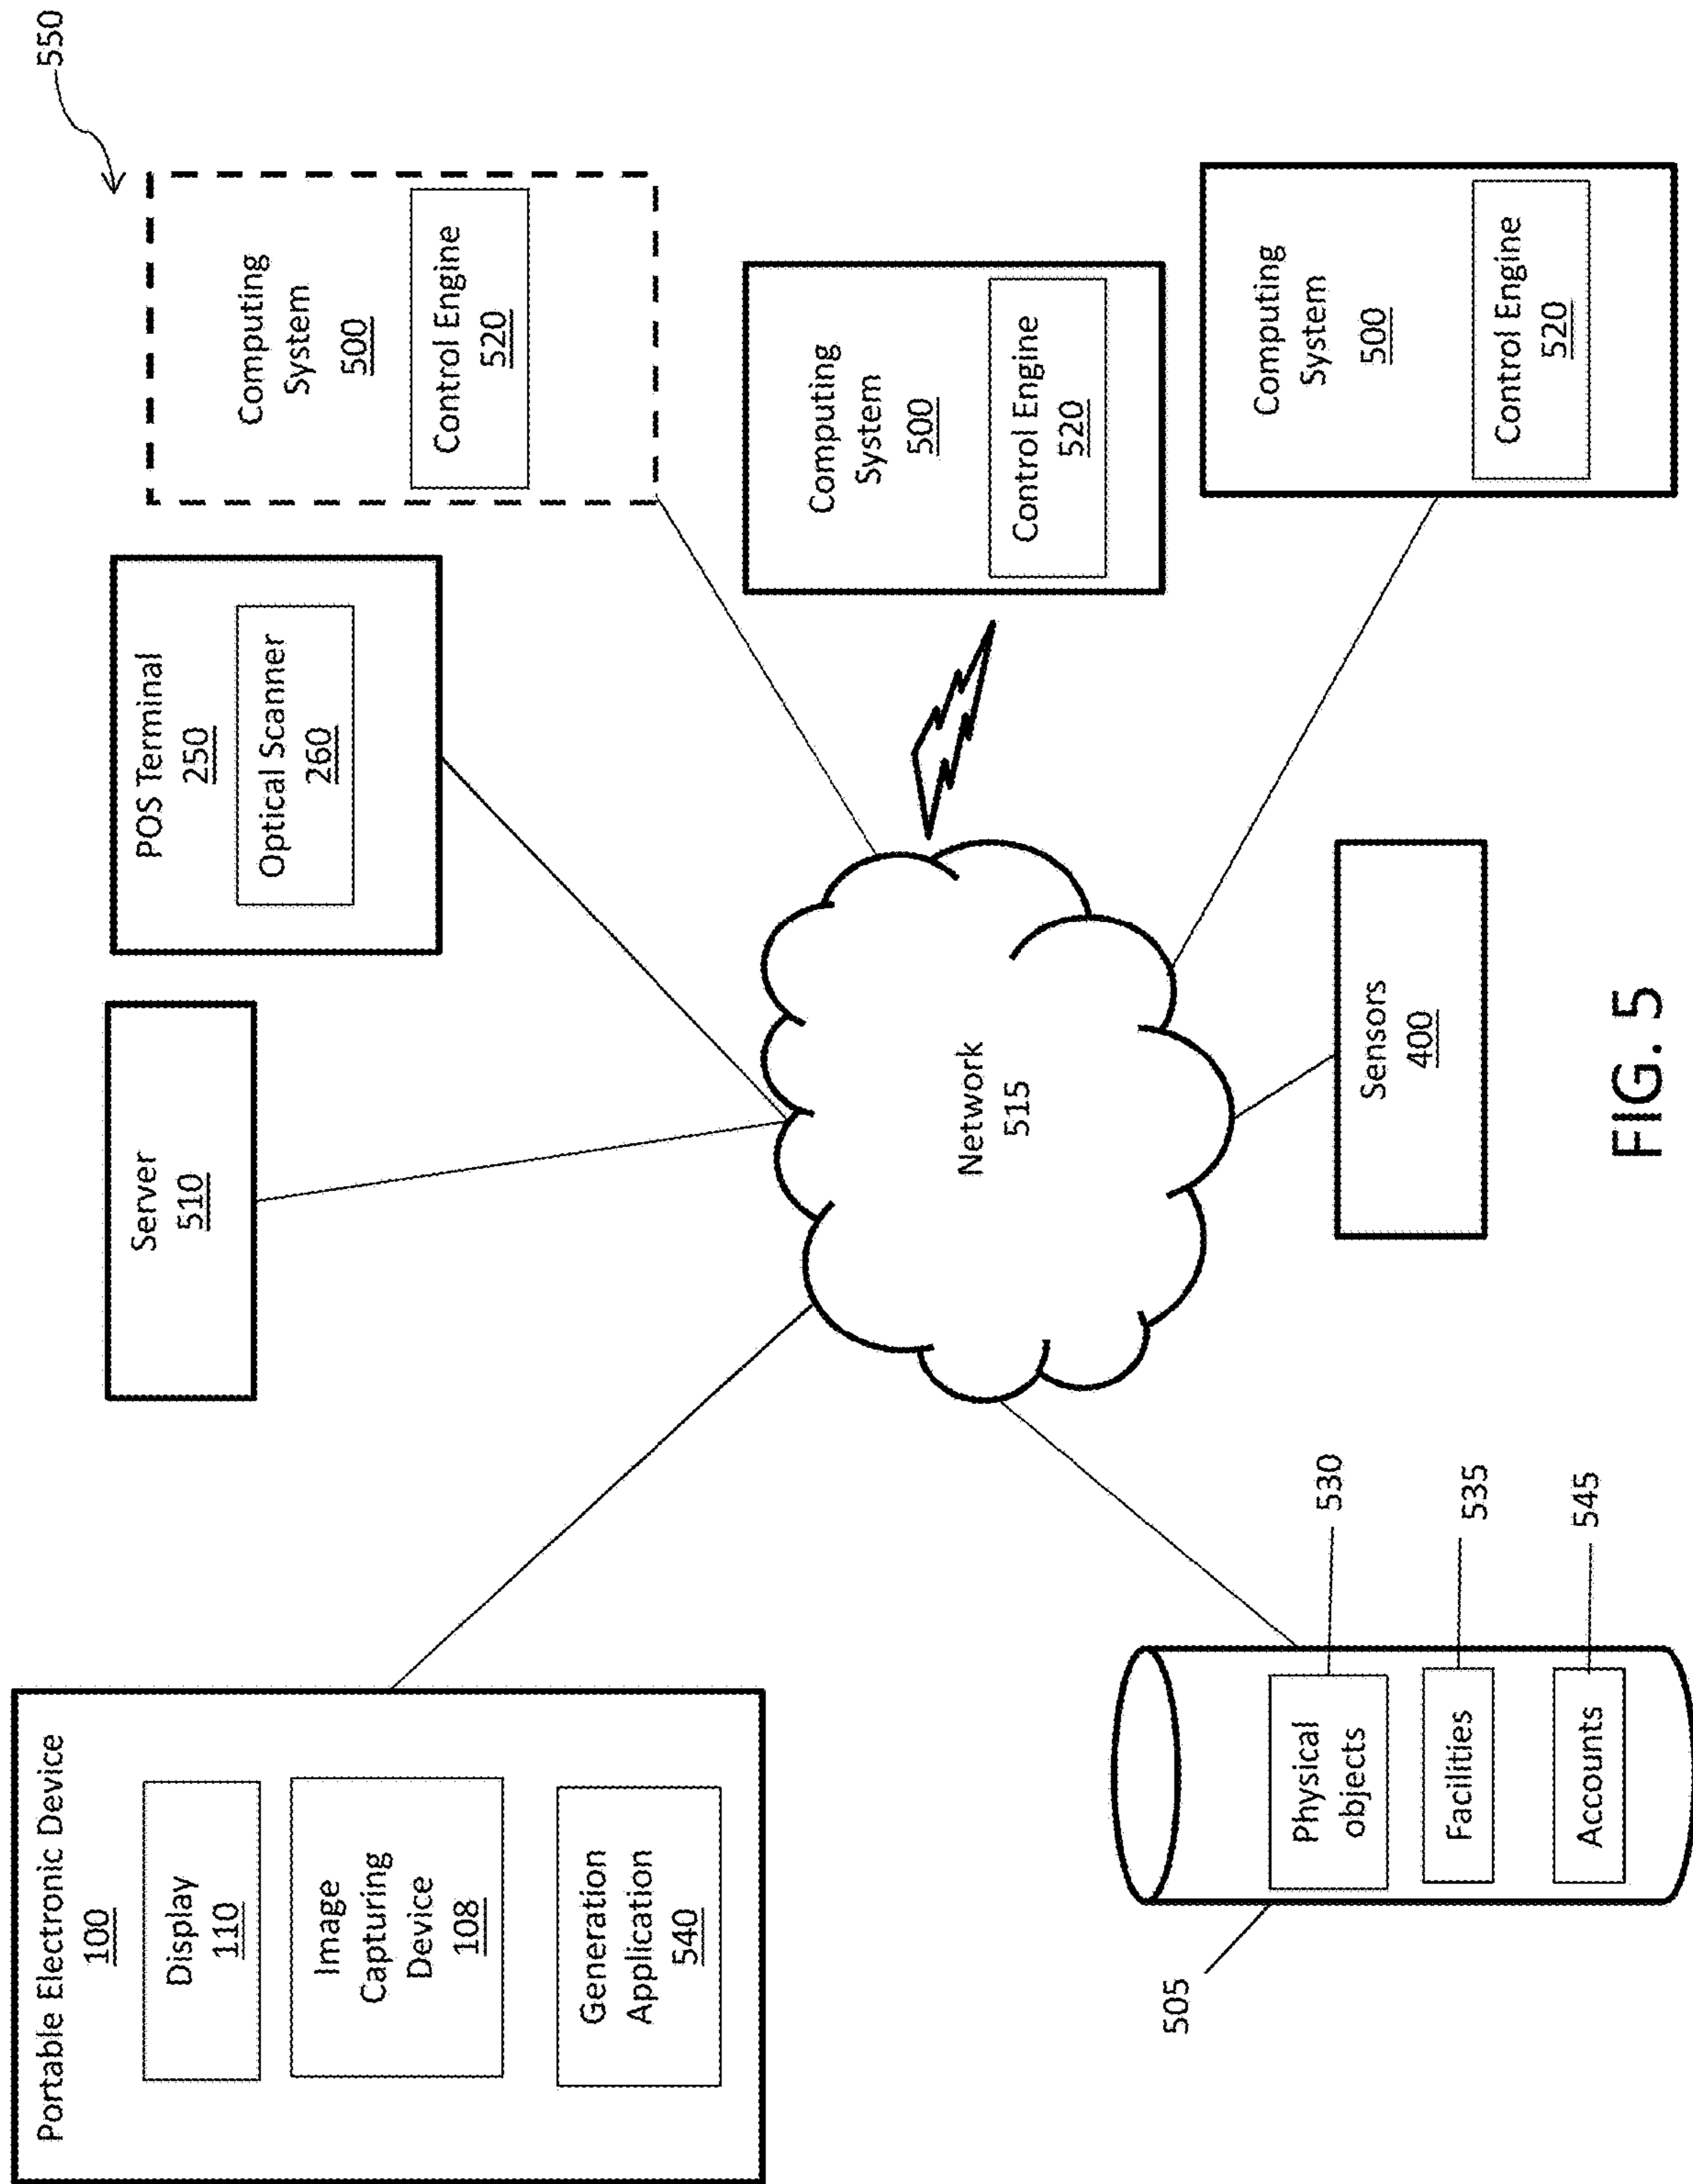 550
Portable Electronic Device
100
Display
110
Image
Capturing
Device
108
Generation
Application
540
Server
510
POS Terminal
250
Optical Scanner
260
Computing
System
500
Control Engine
520
Computing
System
500
Control Engine
520
Computing
System
500
Control Engine
520
Network
515
Sensors
400
505
Physical
objects
530
Facilities
535
Accounts
545
FIG. 5